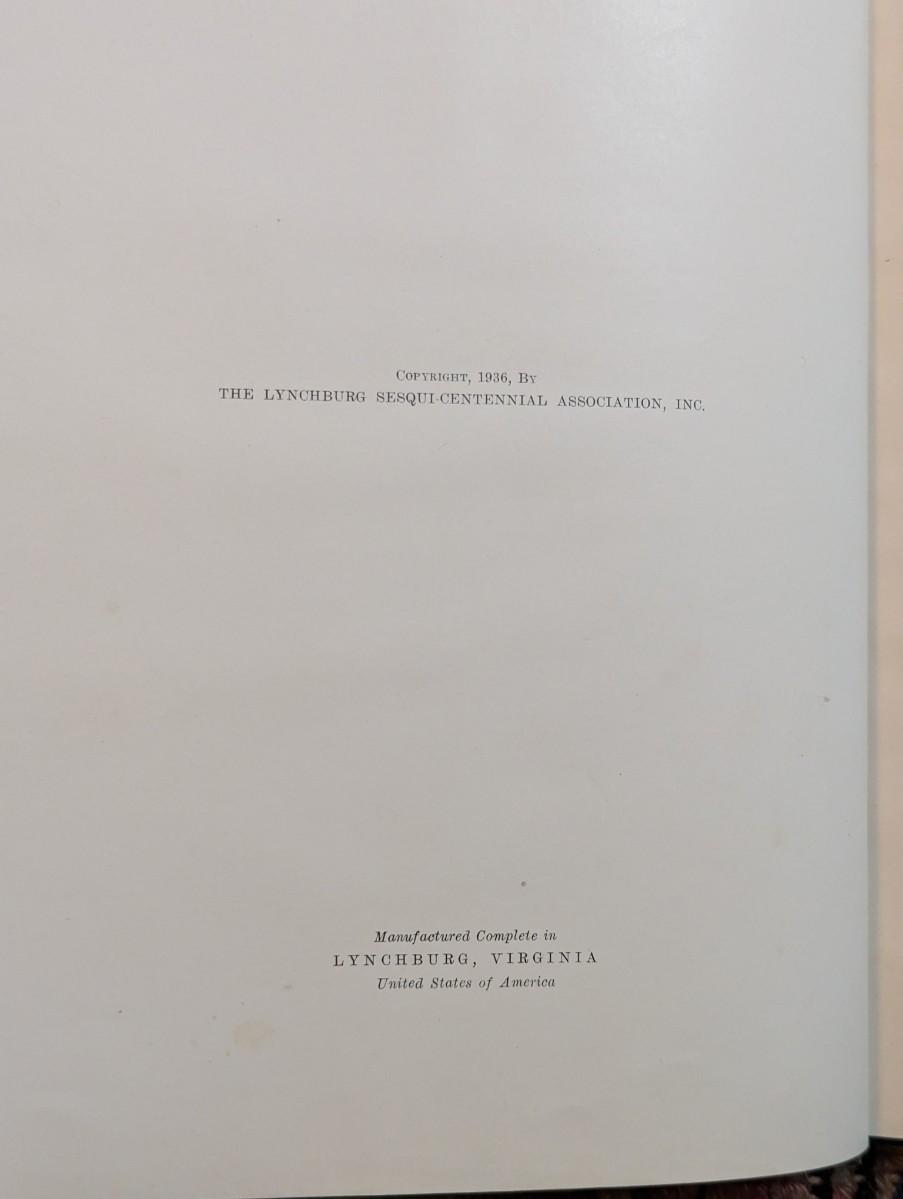 Copyright, 1936, By
THE LYNCHBURG SESQUI-CENTENNIAL ASSOCIATION, INC.
Manufactured Complete in
LYNCHBURG, VIRGINIA
United States of America